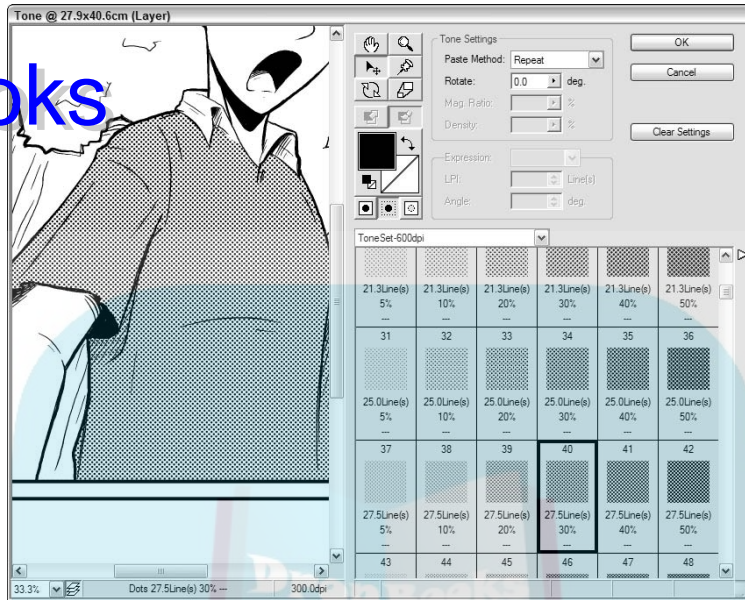 Tone @ 27.9x40.6cm (Layer)
oks
Tone Settings
Paste Method: Repeat
Rotate: 0.0 deg.
Mag. Ratio: %
Density: %
Expression:
LPI: Line(s)
Angle: deg.
OK
Cancel
Clear Settings
ToneSet-600dpi
21.3Line(s) 21.3Line(s) 21.3Line(s) 21.3Line(s) 21.3Line(s) 21.3Line(s)
5% 10% 20% 30% 40% 50%
--- --- --- --- --- ---
31 32 33 34 35 36
25.0Line(s) 25.0Line(s) 25.0Line(s) 25.0Line(s) 25.0Line(s) 25.0Line(s)
5% 10% 20% 30% 40% 50%
--- --- --- --- --- ---
37 38 39 40 41 42
27.5Line(s) 27.5Line(s) 27.5Line(s) 27.5Line(s) 27.5Line(s) 27.5Line(s)
5% 10% 20% 30% 40% 50%
--- --- --- --- --- ---
43 44 45 46 47 48
33.3% Dots 27.5Line(s) 30% --- 300.0dpi